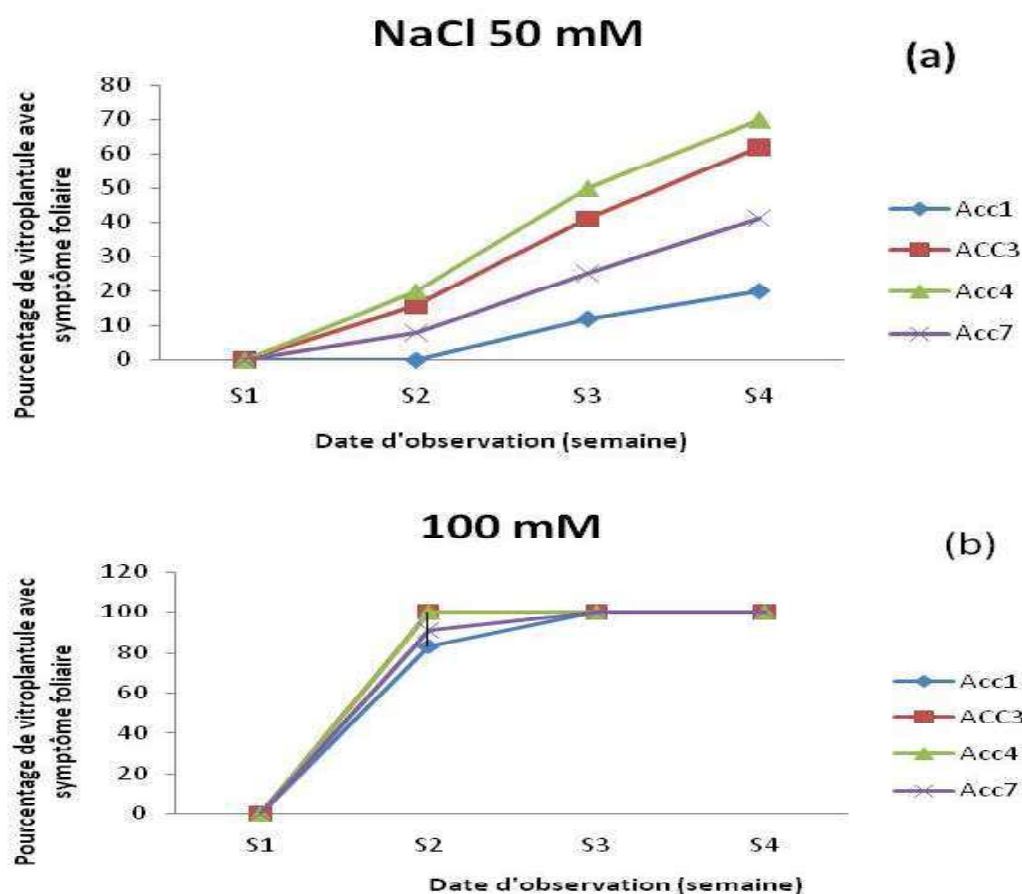 NaCl 50 mM
(a)
Pourcentage de vitroplantule avec
symptôme foliaire
80
70
60
50
40
30
20
10
0
S1 S2 S3 S4
Date d'observation (semaine)
Acc1
ACC3
Acc4
Acc7
100 mM
(b)
Pourcentage de vitroplantule avec
symptôme foliaire
120
100
80
60
40
20
0
S1 S2 S3 S4
Date d'observation (semaine)
Acc1
ACC3
Acc4
Acc7